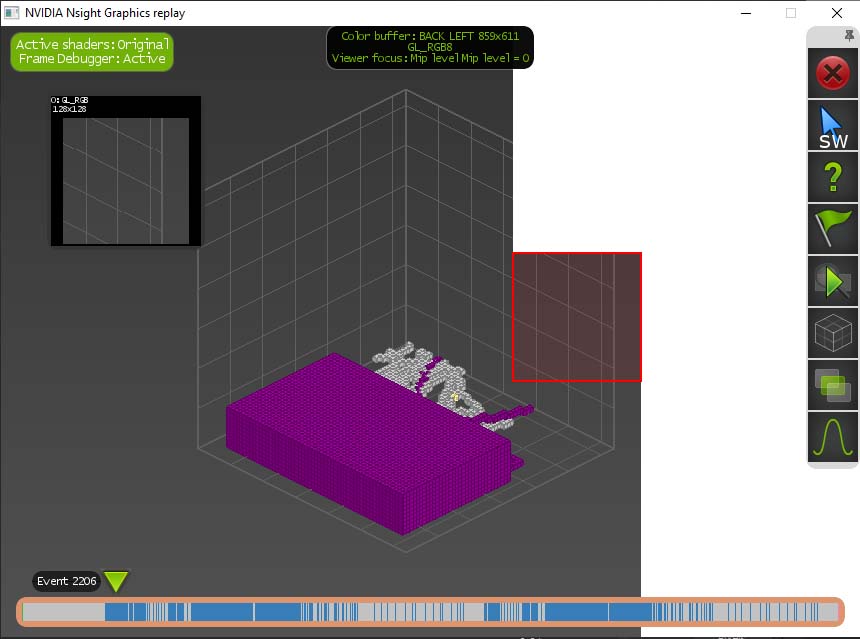 NVIDIA Nsight Graphics replay
Active shaders:Original
Frame Debugger:Active
Color buffer: BACK LEFT 859x611
GL_RGB8
Viewer focus: Mip level Mip level = 0
0: GL_RGB
128x128
SW
?
Event 2206